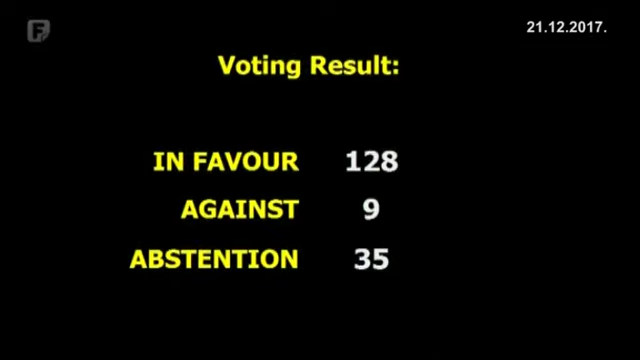 F
21.12.2017.
Voting Result:
IN FAVOUR 128
AGAINST 9
ABSTENTION 35